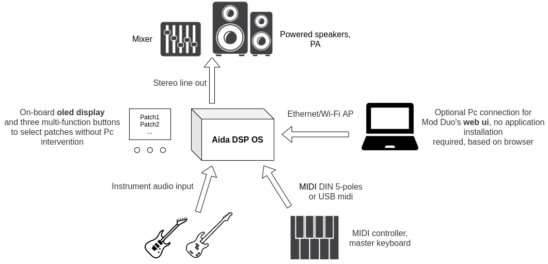 Mixer
Powered speakers,
PA
Stereo line out
On-board oled display
and three multi-function buttons
to select patches without Pc
intervention
Patch1
Patch2
...
Aida DSP OS
Ethernet/Wi-Fi AP
Optional Pc connection for
Mod Duo's web ui, no application
installation
required, based on browser
Instrument audio input
MIDI DIN 5-poles
or USB midi
MIDI controller,
master keyboard